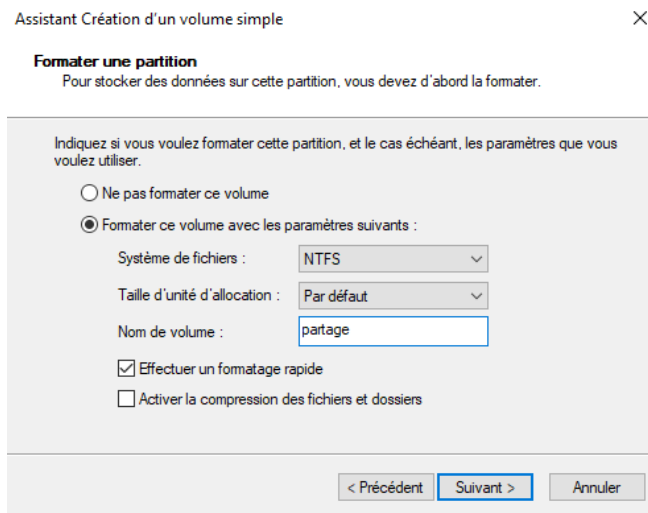 Assistant Création d'un volume simple
Formater une partition
Pour stocker des données sur cette partition, vous devez d'abord la formater.
Indiquez si vous voulez formater cette partition, et le cas échéant, les paramètres que vous
voulez utiliser.
Ne pas formater ce volume
Formater ce volume avec les paramètres suivants :
Système de fichiers : NTFS
Taille d'unité d'allocation : Par défaut
Nom de volume : partage
Effectuer un formatage rapide
Activer la compression des fichiers et dossiers
< Précédent Suivant > Annuler